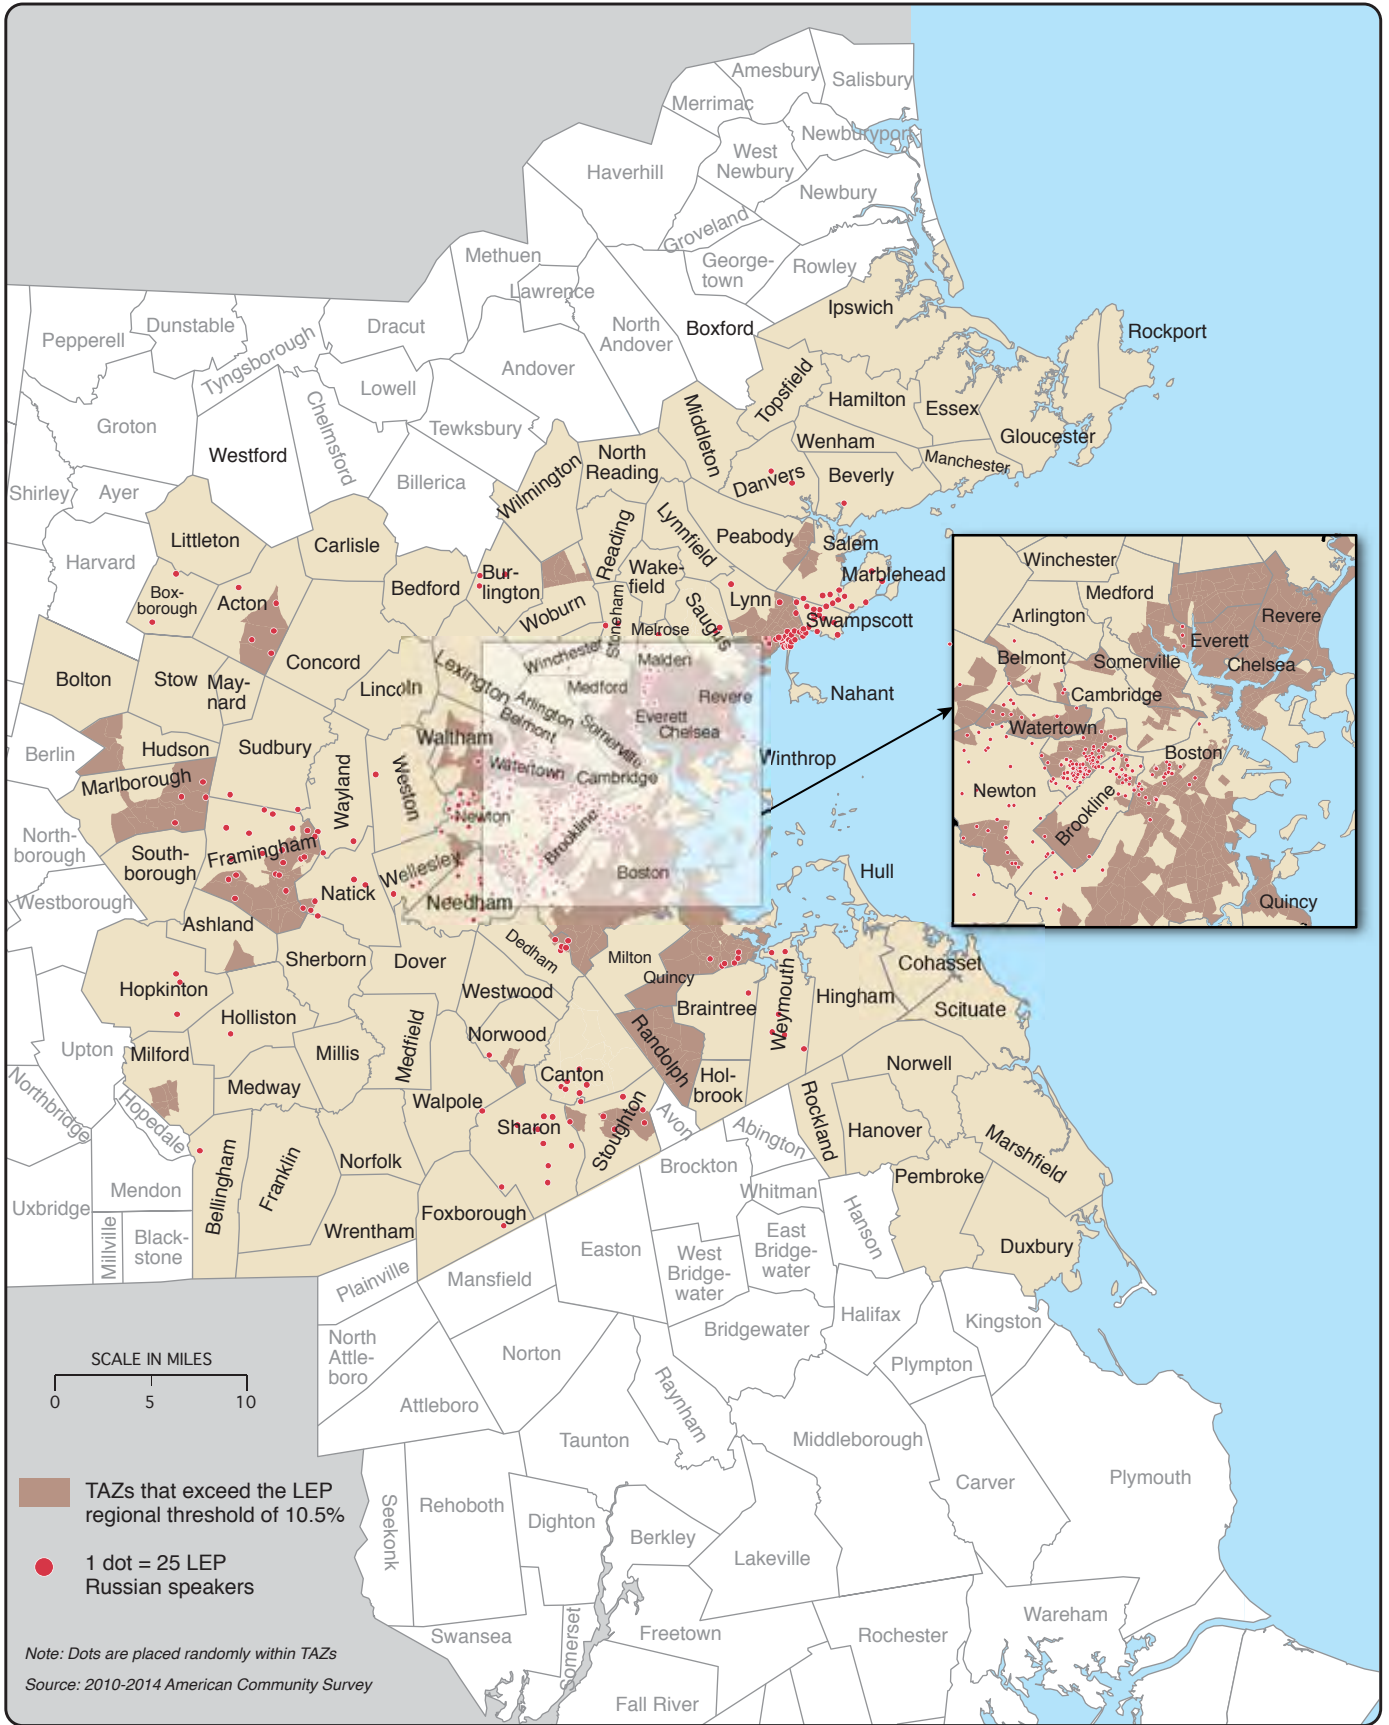 Amesbury
Salisbury
Merrimac
Newburyport
West
Newbury
Haverhill
Newbury
Groveland
Methuen
George-
town
Rowley
Lawrence
Ipswich
Dunstable
Dracut
North
Andover
Boxford
Rockport
Pepperell
Tyngsborough
Andover
Topsfield
Lowell
Hamilton
Essex
Groton
Chelmsford
Tewksbury
Middleton
Gloucester
Wenham
Westford
North
Reading
Manchester
Shirley
Ayer
Billerica
Wilmington
Danvers
Beverly
Littleton
Carlisle
Reading
Lynnfield
Peabody
Salem
Harvard
Bedford
Bur-
lington
Wake-
field
Marblehead
Box-
borough
Acton
Woburn
Stoneham
Lynn
Saugus
Swampscott
Melrose
Winchester
Malden
Concord
Lexington
Bolton
Stow
May-
nard
Lincoln
Medford
Arlington
Revere
Nahant
Belmont
Somerville
Everett
Chelsea
Berlin
Hudson
Sudbury
Waltham
Winthrop
Marlborough
Wayland
Weston
Watertown
Cambridge
Newton
North-
borough
South-
borough
Framingham
Brookline
Wellesley
Boston
Hull
Westborough
Natick
Needham
Ashland
Dedham
Sherborn
Dover
Milton
Quincy
Cohasset
Hopkinton
Westwood
Braintree
Weymouth
Hingham
Scituate
Holliston
Norwood
Randolph
Upton
Milford
Millis
Medfield
Norwell
Canton
Hol-
brook
Northbridge
Hopedale
Medway
Walpole
Rockland
Sharon
Stoughton
Avon
Abington
Hanover
Marshfield
Bellingham
Franklin
Norfolk
Brockton
Pembroke
Mendon
Whitman
Uxbridge
Foxborough
Hanson
Millville
Black-
stone
Wrentham
Easton
West
Bridge-
water
East
Bridge-
water
Duxbury
Plainville
Mansfield
Halifax
Kingston
North
Attle-
boro
Bridgewater
Norton
Plympton
Raynham
Attleboro
Taunton
Middleborough
Carver
Plymouth
Seekonk
Rehoboth
Dighton
Berkley
Lakeville
Wareham
Swansea
Somerset
Freetown
Rochester
Fall River
Winchester
Medford
Arlington
Revere
Everett
Belmont
Somerville
Chelsea
Cambridge
Watertown
Boston
Newton
Brookline
Quincy
SCALE IN MILES
0 5 10
TAZs that exceed the LEP
regional threshold of 10.5%
1 dot = 25 LEP
Russian speakers
Note: Dots are placed randomly within TAZs
Source: 2010-2014 American Community Survey